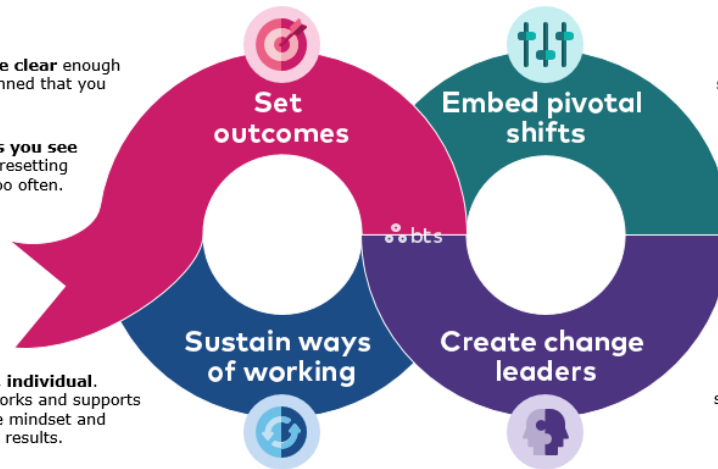 e clear enough
nned that you
s you see
resetting
oo often.
Set
outcomes
Embed pivotal
shifts
s
bts
Sustain ways
of working
Create change
leaders
individual.
orks and supports
e mindset and
results.
s